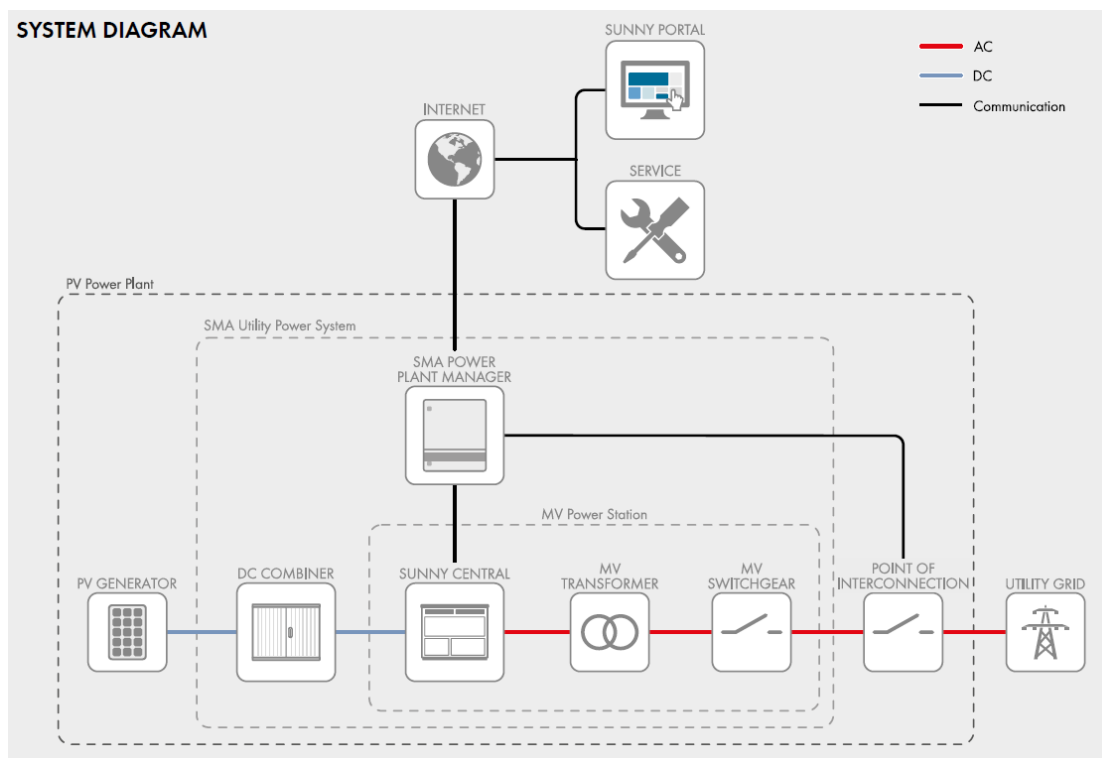 SYSTEM DIAGRAM
SUNNY PORTAL
AC
DC
Communication
INTERNET
SERVICE
PV Power Plant
SMA Utility Power System
SMA POWER
PLANT MANAGER
MV Power Station
PV GENERATOR
DC COMBINER
SUNNY CENTRAL
MV
TRANSFORMER
MV
SWITCHGEAR
POINT OF
INTERCONNECTION
UTILITY GRID